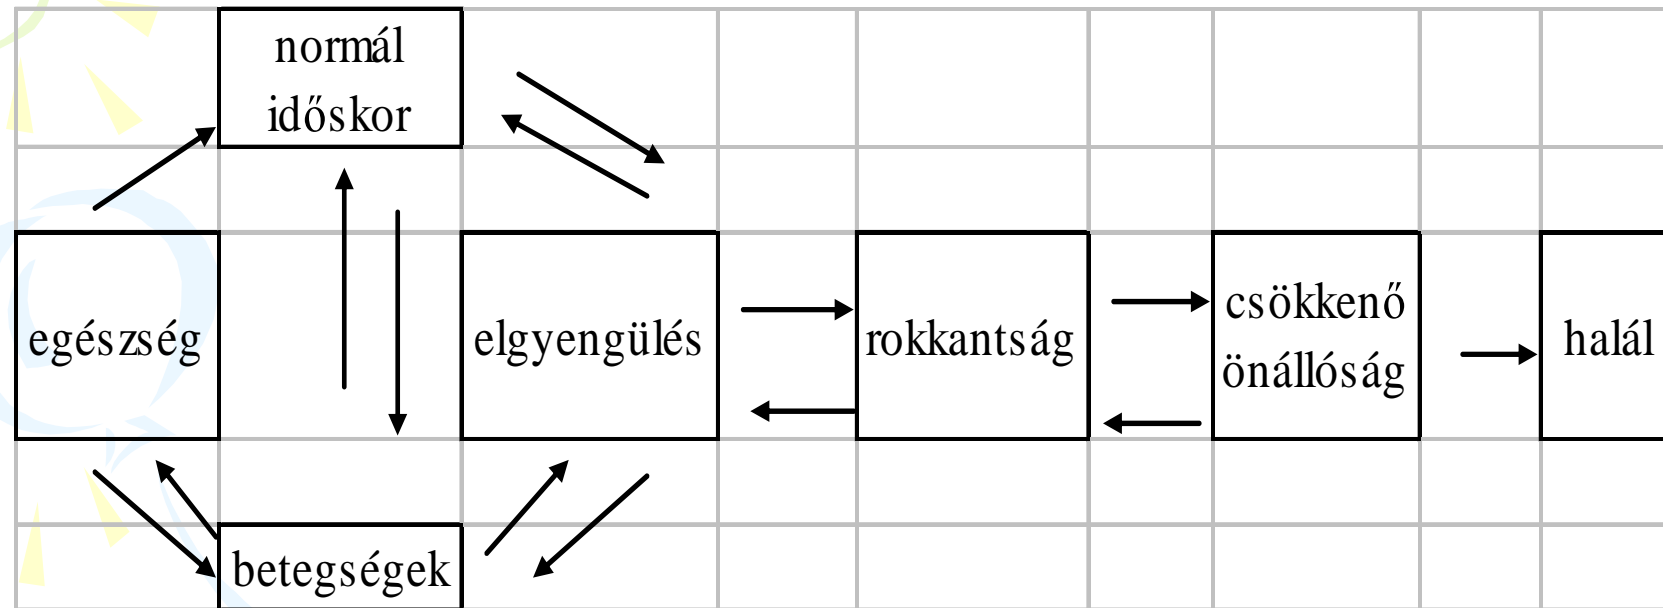 normál
időskor
egészség
elgyengülés
rokkantság
csökkenő
önállóság
halál
betegségek